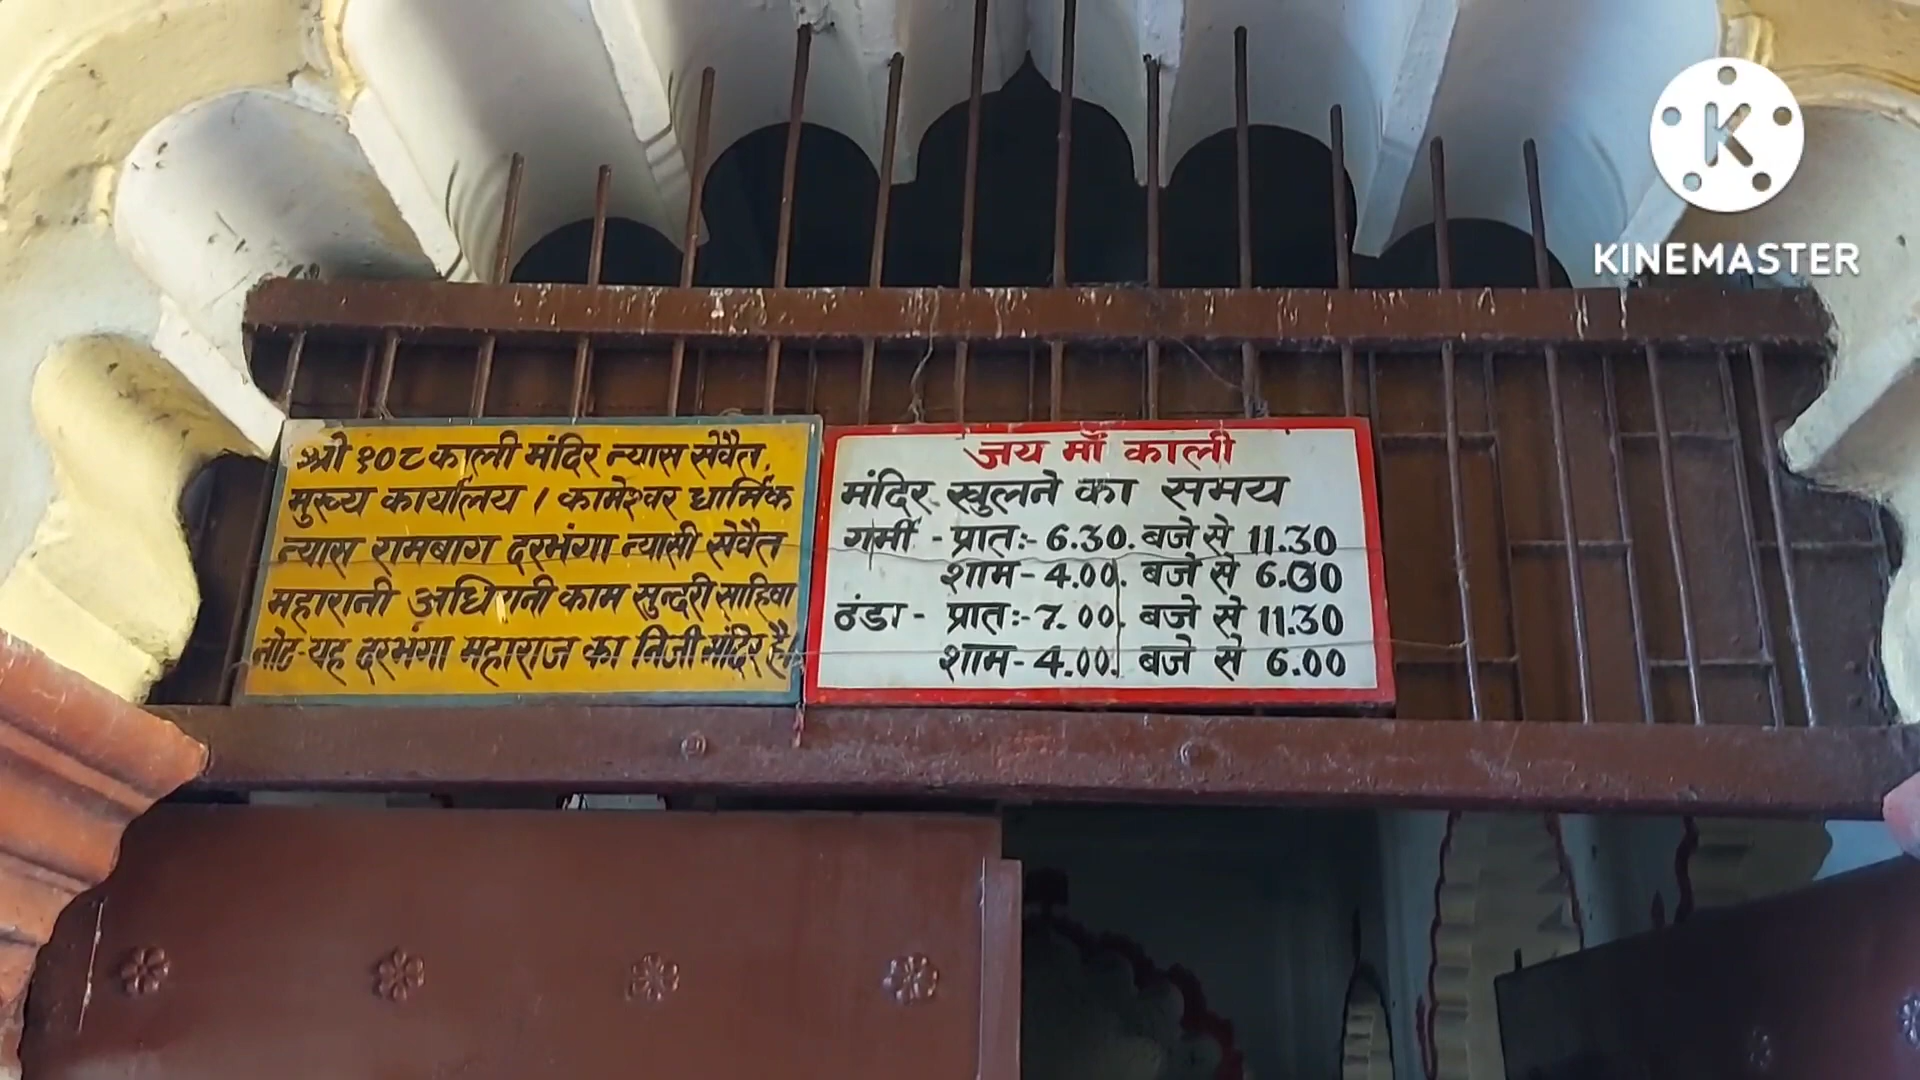 श्री १०८ काली मंदिर न्यास सेवैत
मुख्य कार्यालय । कामेश्वर धार्मिक
न्यास रामबाग दरभंगा न्यासी सेवैत
महारानी अधिरानी काम सुन्दरी साहिबा
नोट-यह दरभंगा महाराज का निजी मंदिर है।
जय माँ काली
मंदिर खुलने का समय
गर्मी - प्रातः- 6.30. बजे से 11.30
शाम - 4.00. बजे से 6.00
ठंडा - प्रातः- 7.00. बजे से 11.30
शाम - 4.00. बजे से 6.00
K
KINEMASTER